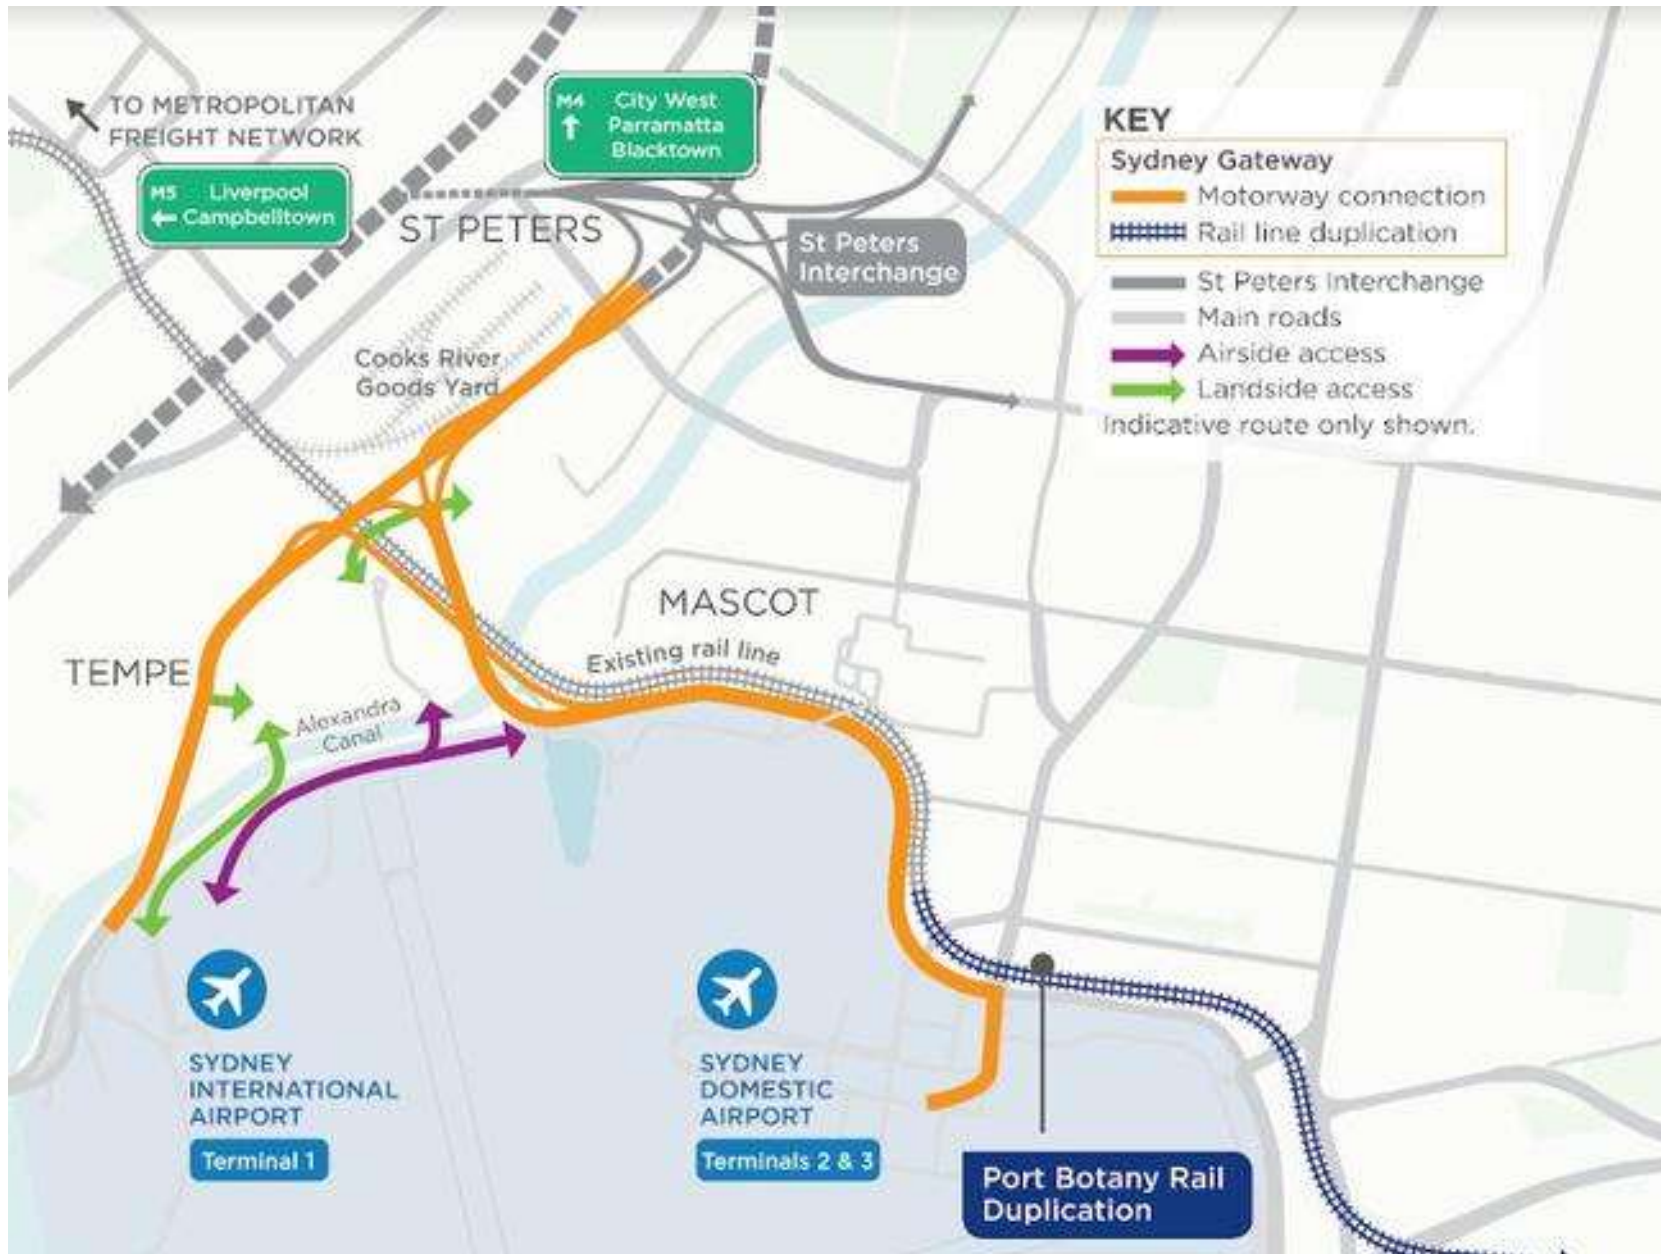 TO METROPOLITAN
FREIGHT NETWORK
M5 Liverpool
Campbelltown
M4 City West
Parramatta
Blacktown
ST PETERS
St Peters
Interchange
KEY
Sydney Gateway
Motorway connection
Rail line duplication
St Peters Interchange
Main roads
Airside access
Landside access
Indicative route only shown.
Cooks River
Goods Yard
MASCOT
Existing rail line
TEMPE
Alexandra
Canal
SYDNEY
INTERNATIONAL
AIRPORT
Terminal 1
SYDNEY
DOMESTIC
AIRPORT
Terminals 2 & 3
Port Botany Rail
Duplication